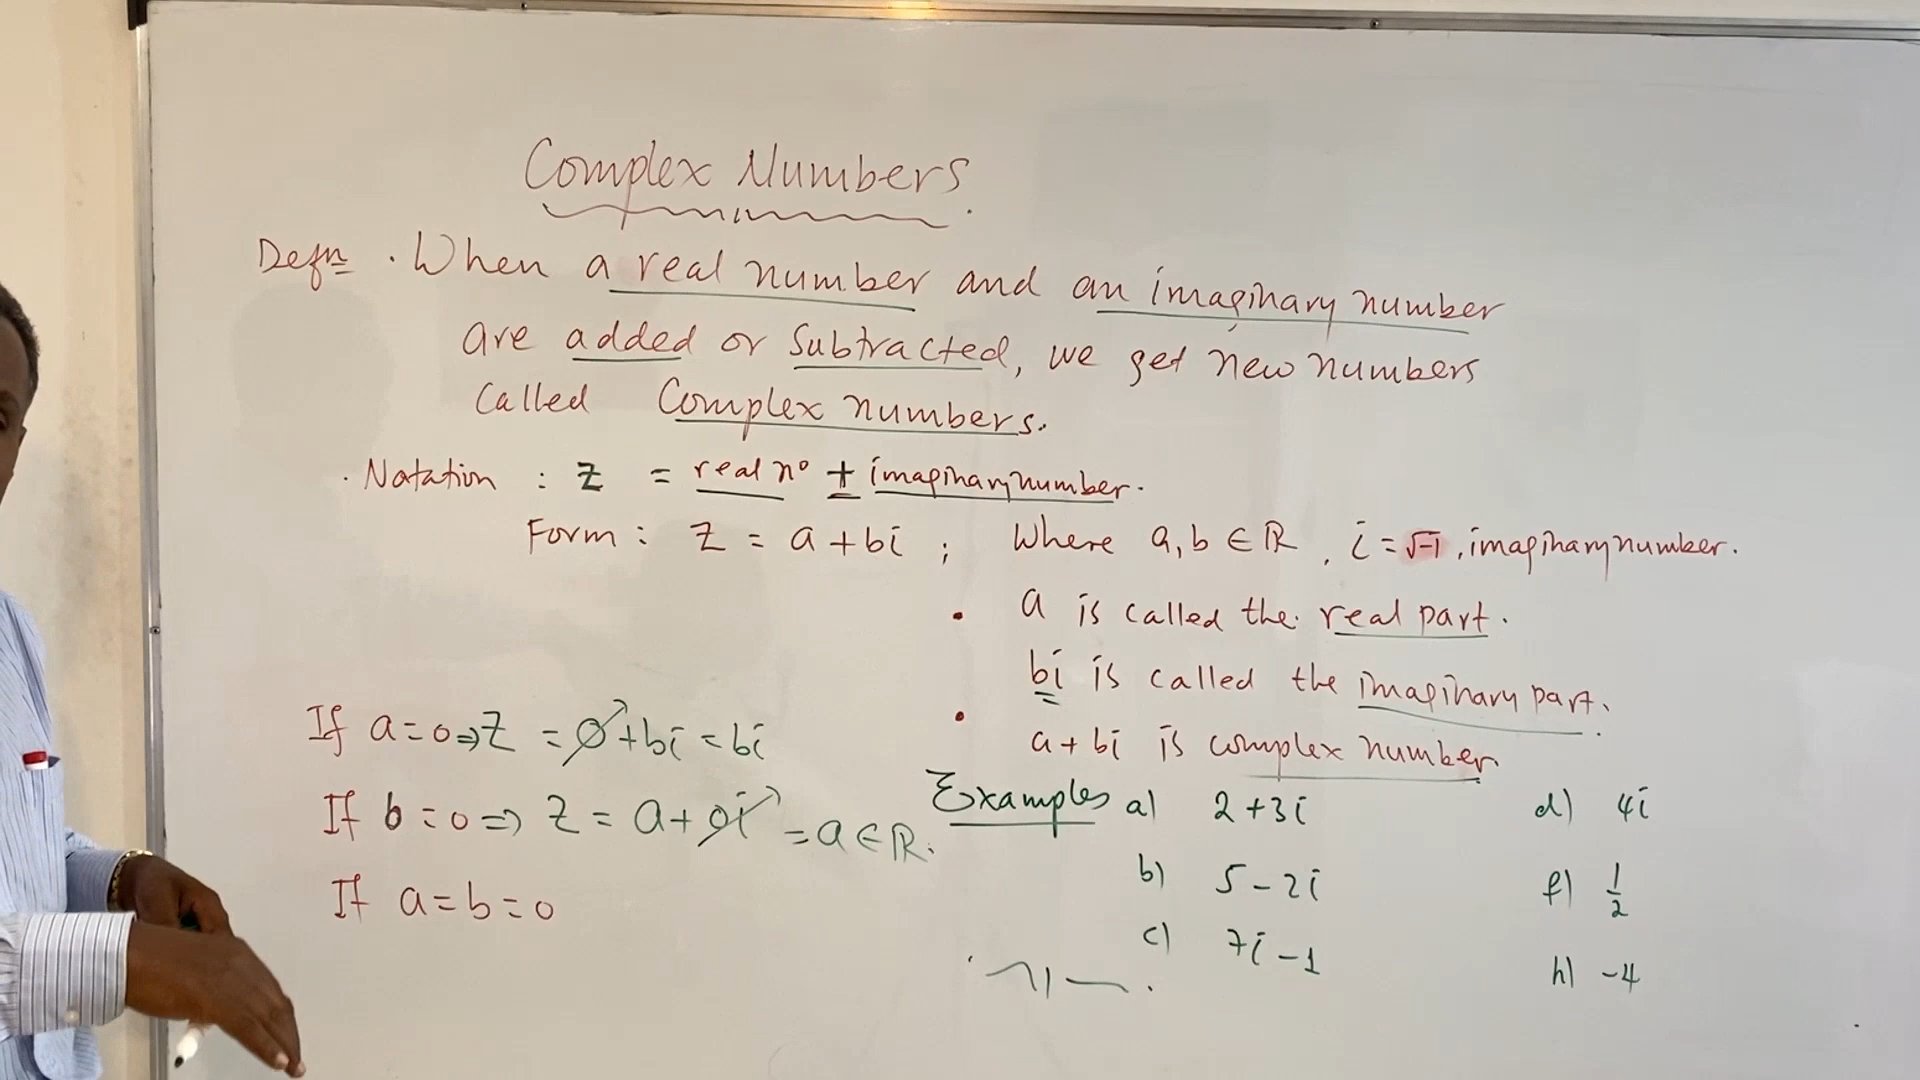 Complex Numbers.
Defn . When a real number and an imaginary number
are added or Subtracted, we get new numbers
called Complex numbers.
. Notation : Z = real nº ± imaginary number.
Form : Z = a + bi ; Where a, b ∈ ℝ , i = √-1 , imaginary number.
• a is called the real part.
bi is called the imaginary part.
• a + bi is complex number.
If a = 0 ⇒ Z = 0 + bi = bi
If b = 0 ⇒ Z = a + 0i = a ∈ ℝ.
If a = b = 0
Examples a) 2 + 3i
b) 5 - 2i
c) 7i - 1
d) 4i
f) 1/2
h) -4